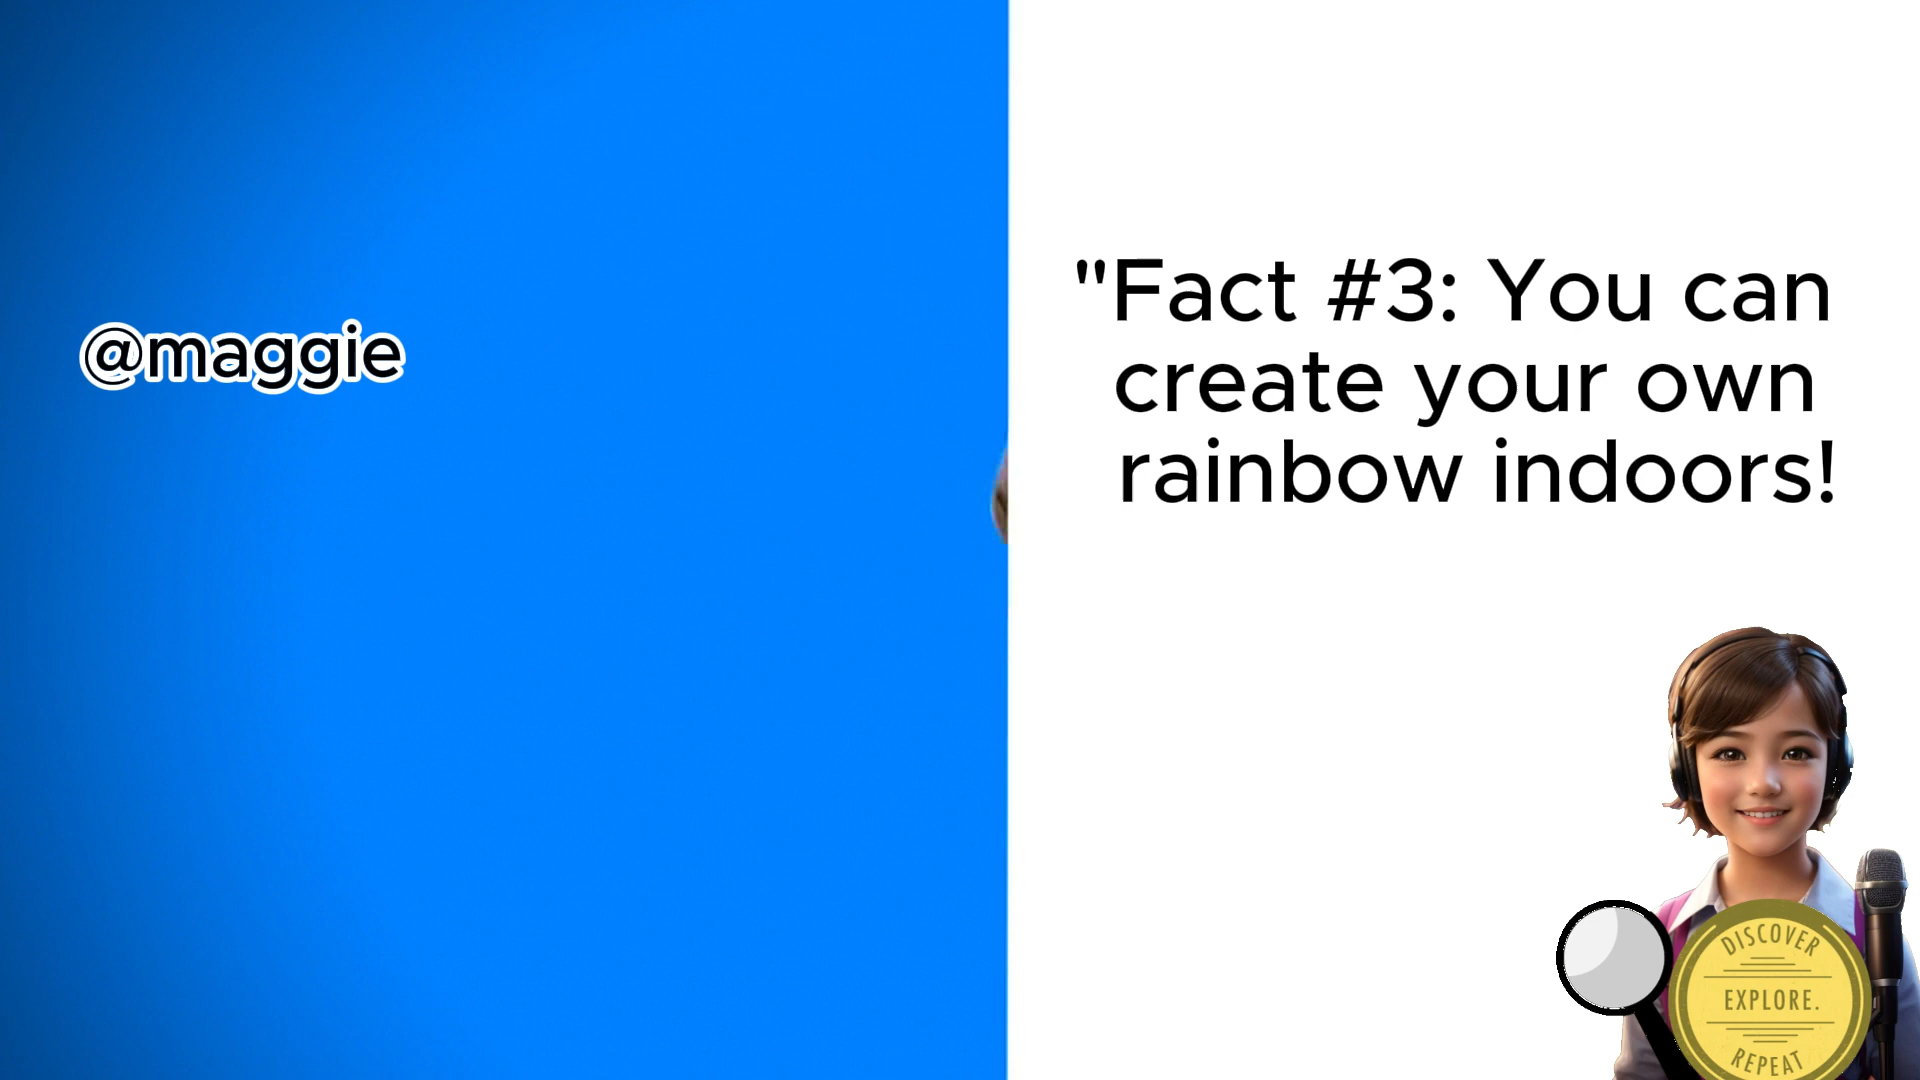 @maggie
"Fact #3: You can
create your own
rainbow indoors!
DISCOVER
EXPLORE.
REPEAT